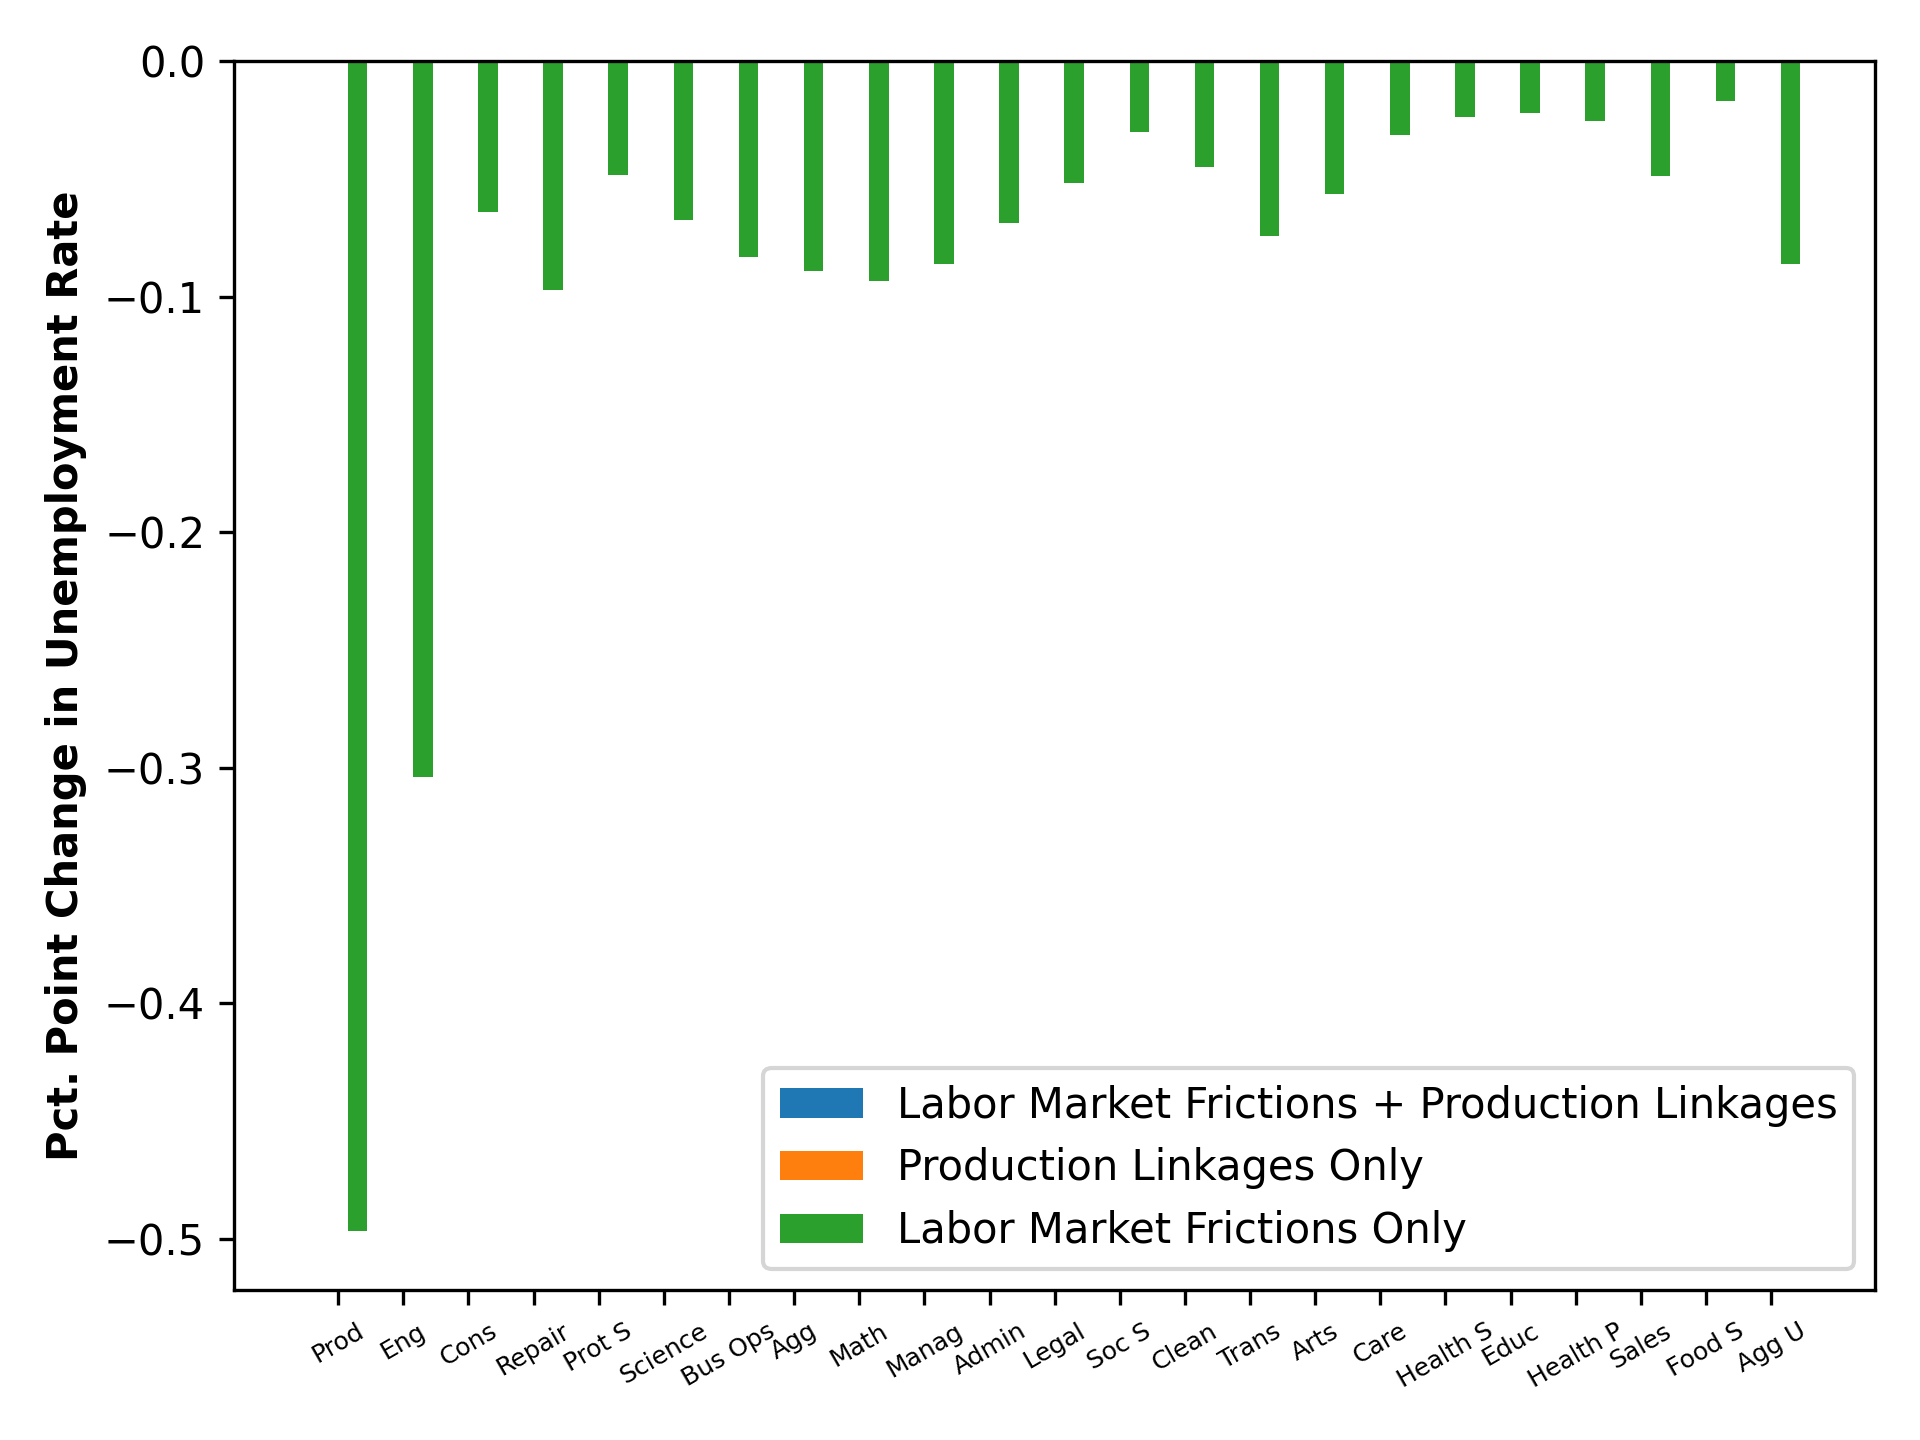 Pct. Point Change in Unemployment Rate
0.0
−0.1
−0.2
−0.3
−0.4
−0.5
Labor Market Frictions + Production Linkages
Production Linkages Only
Labor Market Frictions Only
Prod
Eng
Cons
Repair
Prot S
Science
Bus Ops
Agg
Math
Manag
Admin
Legal
Soc S
Clean
Trans
Arts
Care
Health S
Educ
Health P
Sales
Food S
Agg U